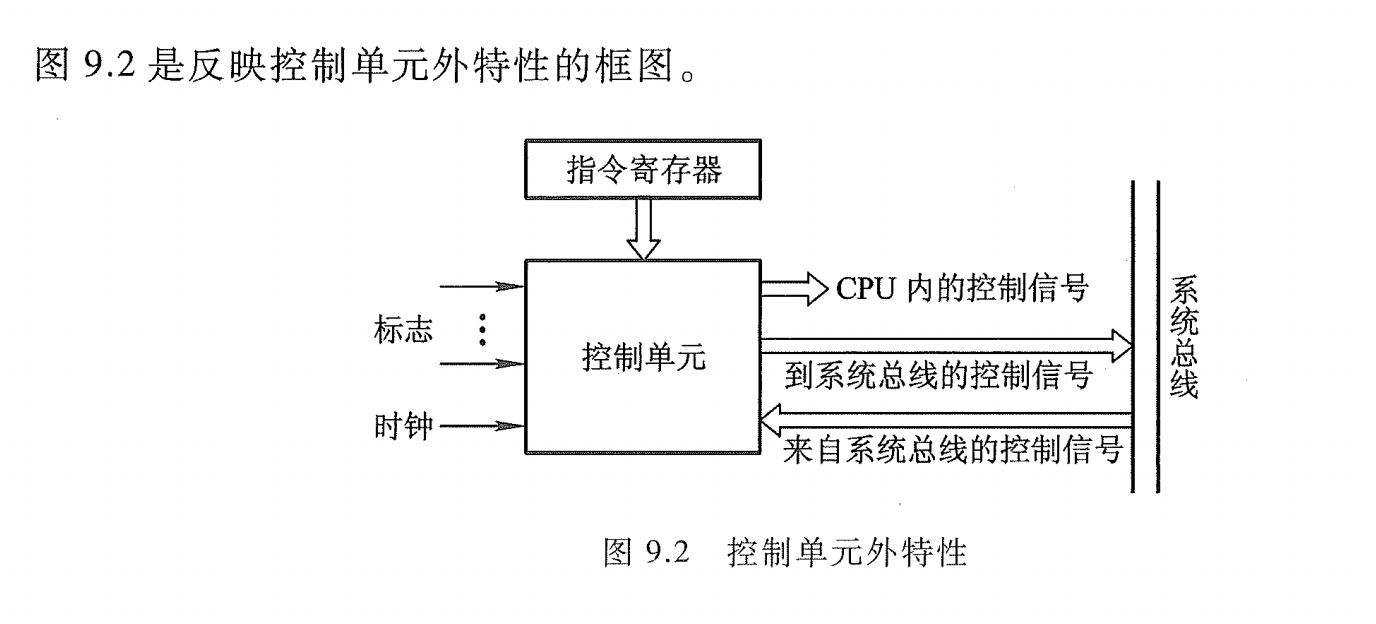 图 9.2 是反映控制单元外特性的框图。
指令寄存器
CPU 内的控制信号
标志
控制单元
到系统总线的控制信号
时钟
来自系统总线的控制信号
系统总线
图 9.2 控制单元外特性